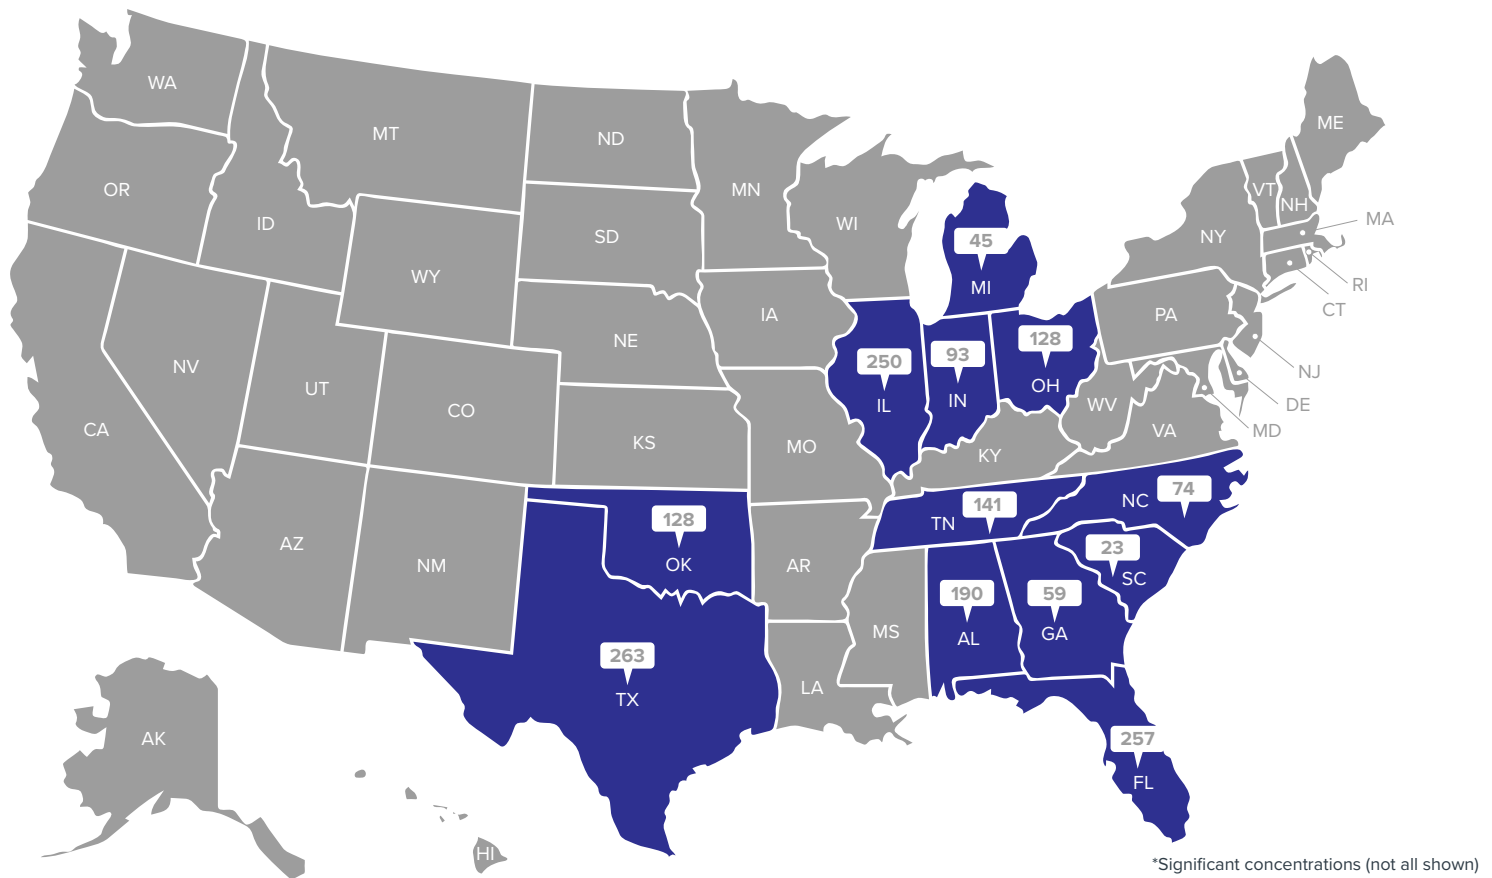 WA
MT
ND
MN
ME
OR
ID
SD
WI
VT
NH
MA
NY
45
MI
WY
RI
CT
IA
PA
NE
250
IL
93
IN
128
OH
NJ
NV
UT
CO
DE
WV
MD
VA
CA
KS
MO
KY
TN
141
NC
74
AZ
NM
128
OK
AR
23
SC
190
AL
59
GA
MS
263
TX
LA
AK
257
FL
HI
*Significant concentrations (not all shown)